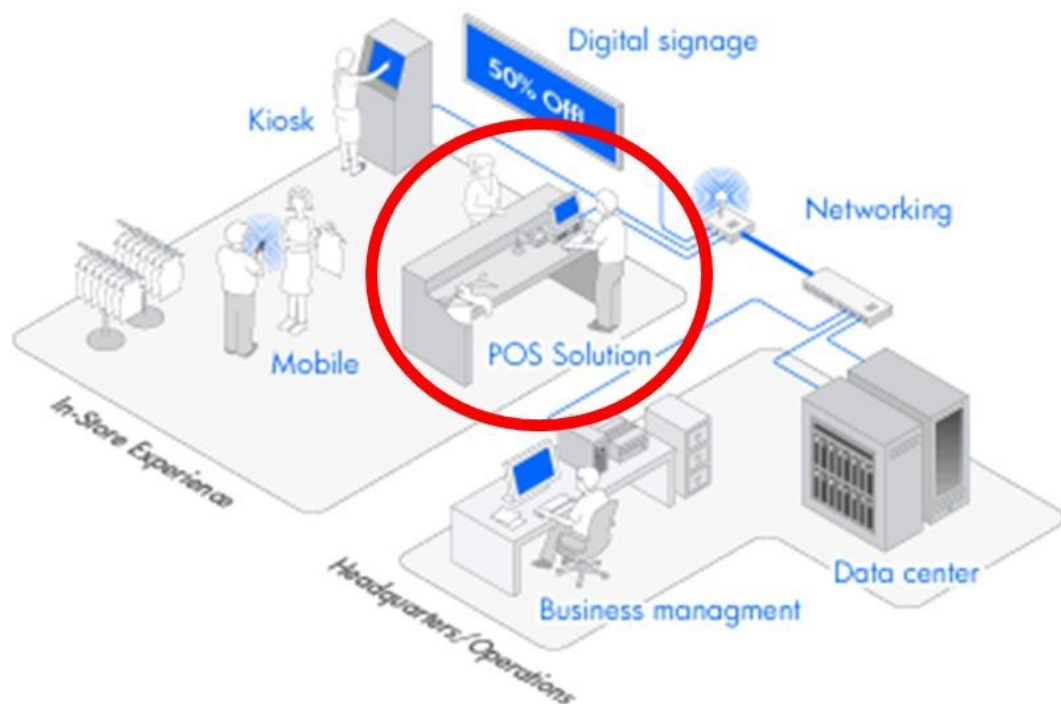 Digital signage
50% Off!
Kiosk
Networking
Mobile
POS Solution
In-Store Experience
Data center
Business managment
Headquarters/Operations